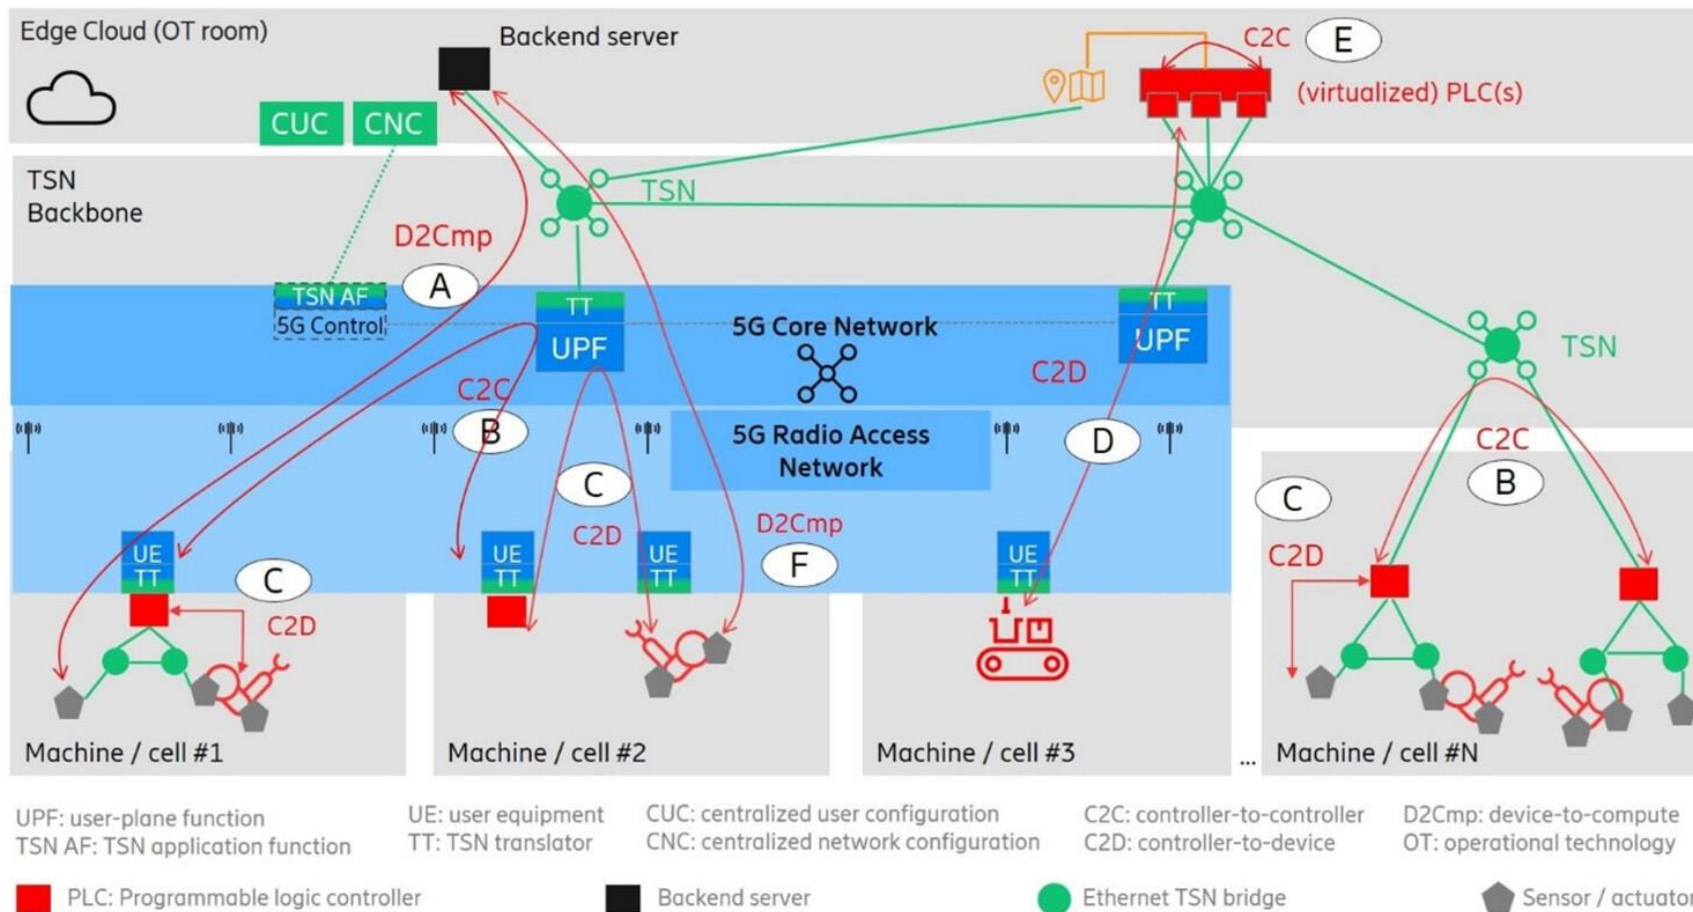 Edge Cloud (OT room)
Backend server
C2C
E
(virtualized) PLC(s)
CUC
CNC
TSN
Backbone
TSN
D2Cmp
A
TSN AF
5G Control
TT
UPF
5G Core Network
TT
UPF
TSN
C2C
B
C2D
D
5G Radio Access
Network
C
C2D
D2Cmp
F
C2C
B
C
C2D
UE
TT
C
C2D
UE
TT
UE
TT
UE
TT
Machine / cell #1
Machine / cell #2
Machine / cell #3
...
Machine / cell #N
UPF: user-plane function
TSN AF: TSN application function
UE: user equipment
TT: TSN translator
CUC: centralized user configuration
CNC: centralized network configuration
C2C: controller-to-controller
C2D: controller-to-device
D2Cmp: device-to-compute
OT: operational technology
PLC: Programmable logic controller
Backend server
Ethernet TSN bridge
Sensor / actuator